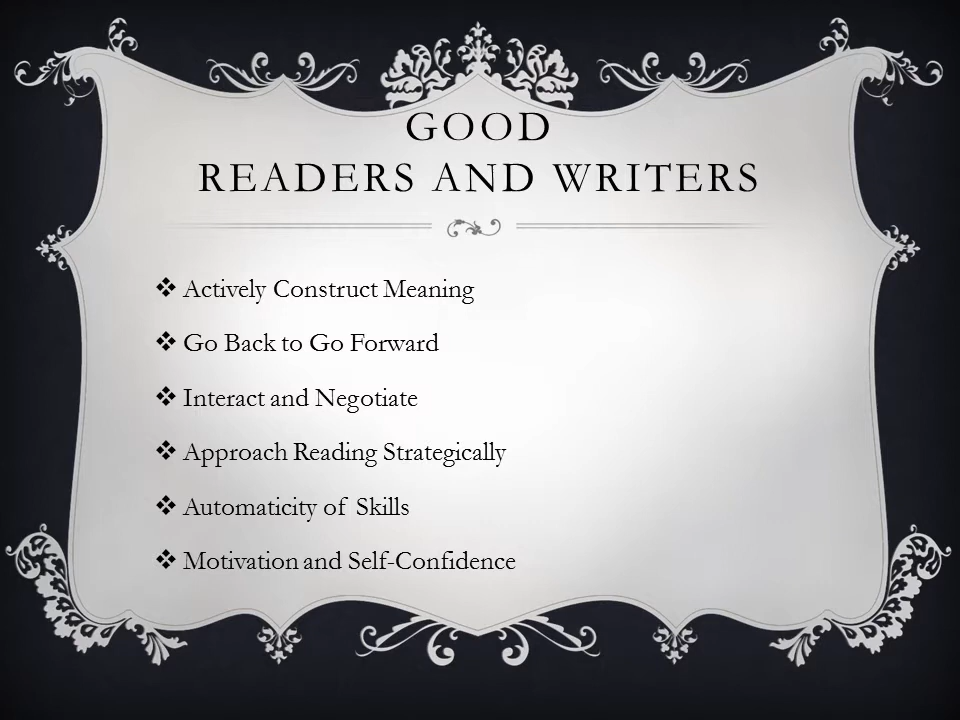 GOOD
READERS AND WRITERS
❖ Actively Construct Meaning
❖ Go Back to Go Forward
❖ Interact and Negotiate
❖ Approach Reading Strategically
❖ Automaticity of Skills
❖ Motivation and Self-Confidence